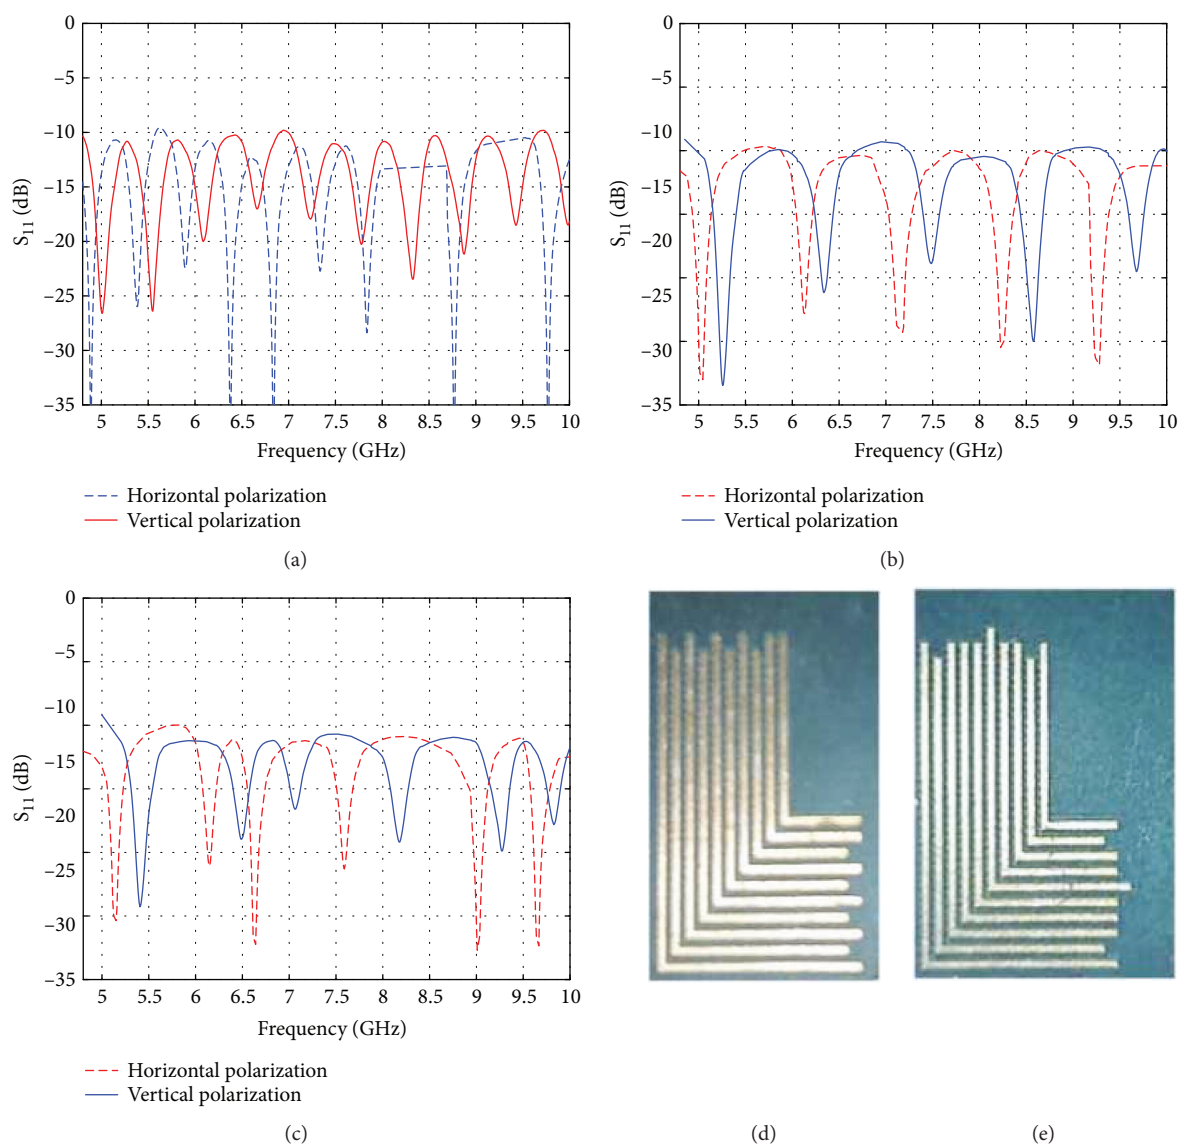 0
−5
−10
−15
−20
−25
−30
−35
S11 (dB)
5 5.5 6 6.5 7 7.5 8 8.5 9 9.5 10
Frequency (GHz)
Horizontal polarization
Vertical polarization
(a)
0
−5
−10
−15
−20
−25
−30
−35
S11 (dB)
5 5.5 6 6.5 7 7.5 8 8.5 9 9.5 10
Frequency (GHz)
Horizontal polarization
Vertical polarization
(b)
0
−5
−10
−15
−20
−25
−30
−35
S11 (dB)
5 5.5 6 6.5 7 7.5 8 8.5 9 9.5 10
Frequency (GHz)
Horizontal polarization
Vertical polarization
(c)
(d)
(e)